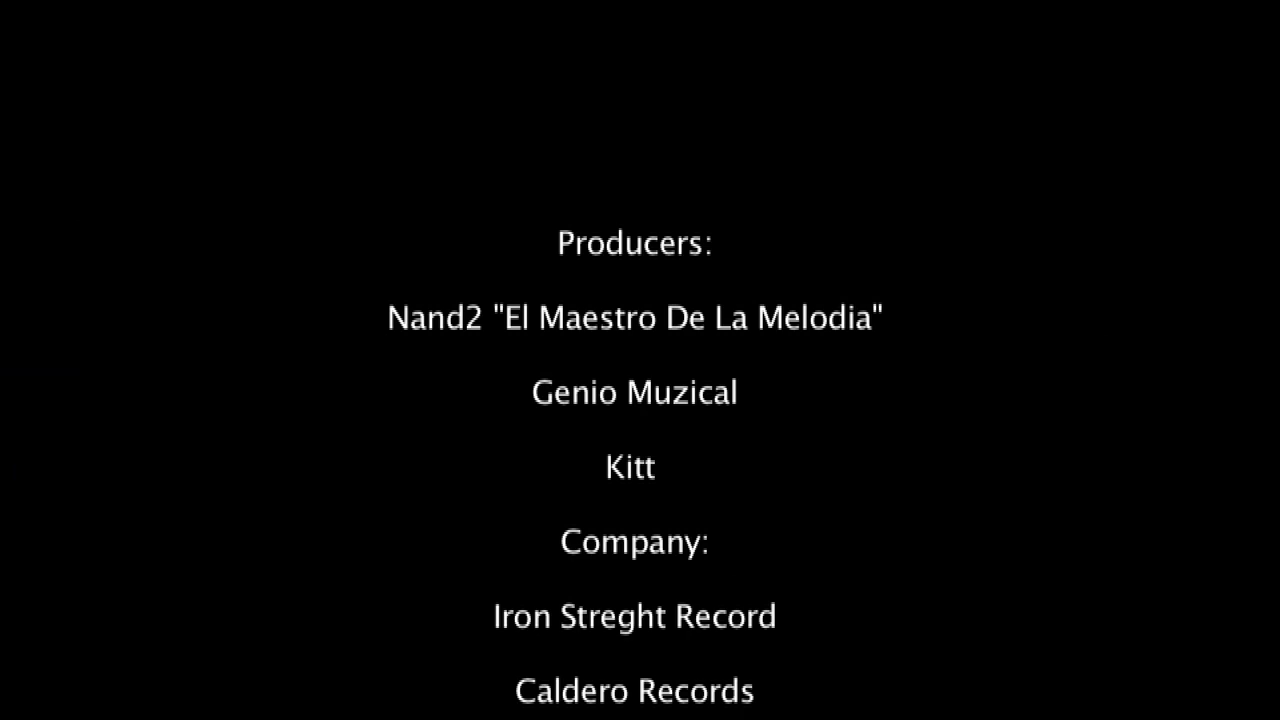 Producers:
Nand2 "El Maestro De La Melodia"
Genio Muzical
Kitt
Company:
Iron Streght Record
Caldero Records